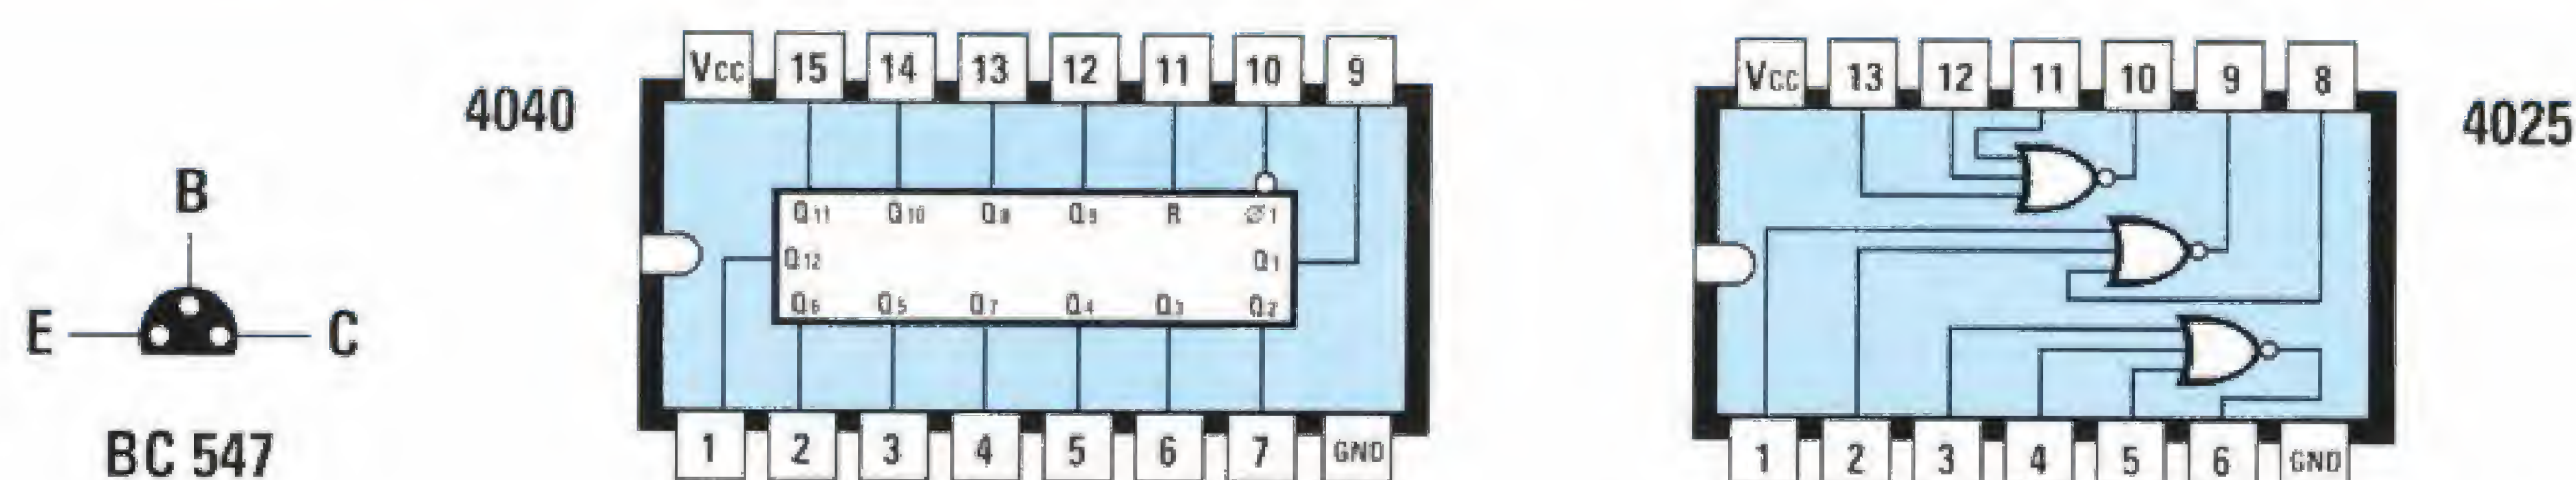 B
E C
BC 547
4040
Vcc 15 14 13 12 11 10 9
Q11 Q10 Q8 Q9 R Ø1
Q12 Q1
Q6 Q5 Q7 Q4 Q3 Q2
1 2 3 4 5 6 7 GND
4025
Vcc 13 12 11 10 9 8
1 2 3 4 5 6 GND